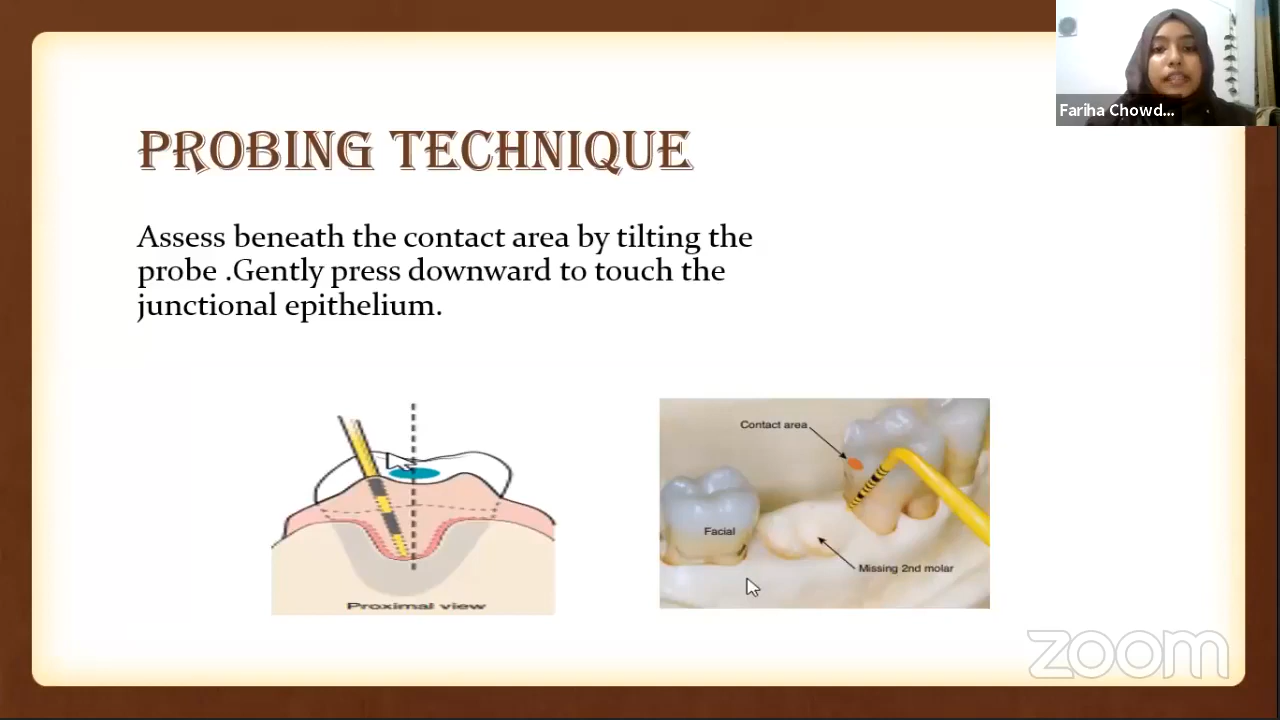 Fariha Chowd...
PROBING TECHNIQUE
Assess beneath the contact area by tilting the
probe .Gently press downward to touch the
junctional epithelium.
Proximal view
Contact area
Facial
Missing 2nd molar
zoom